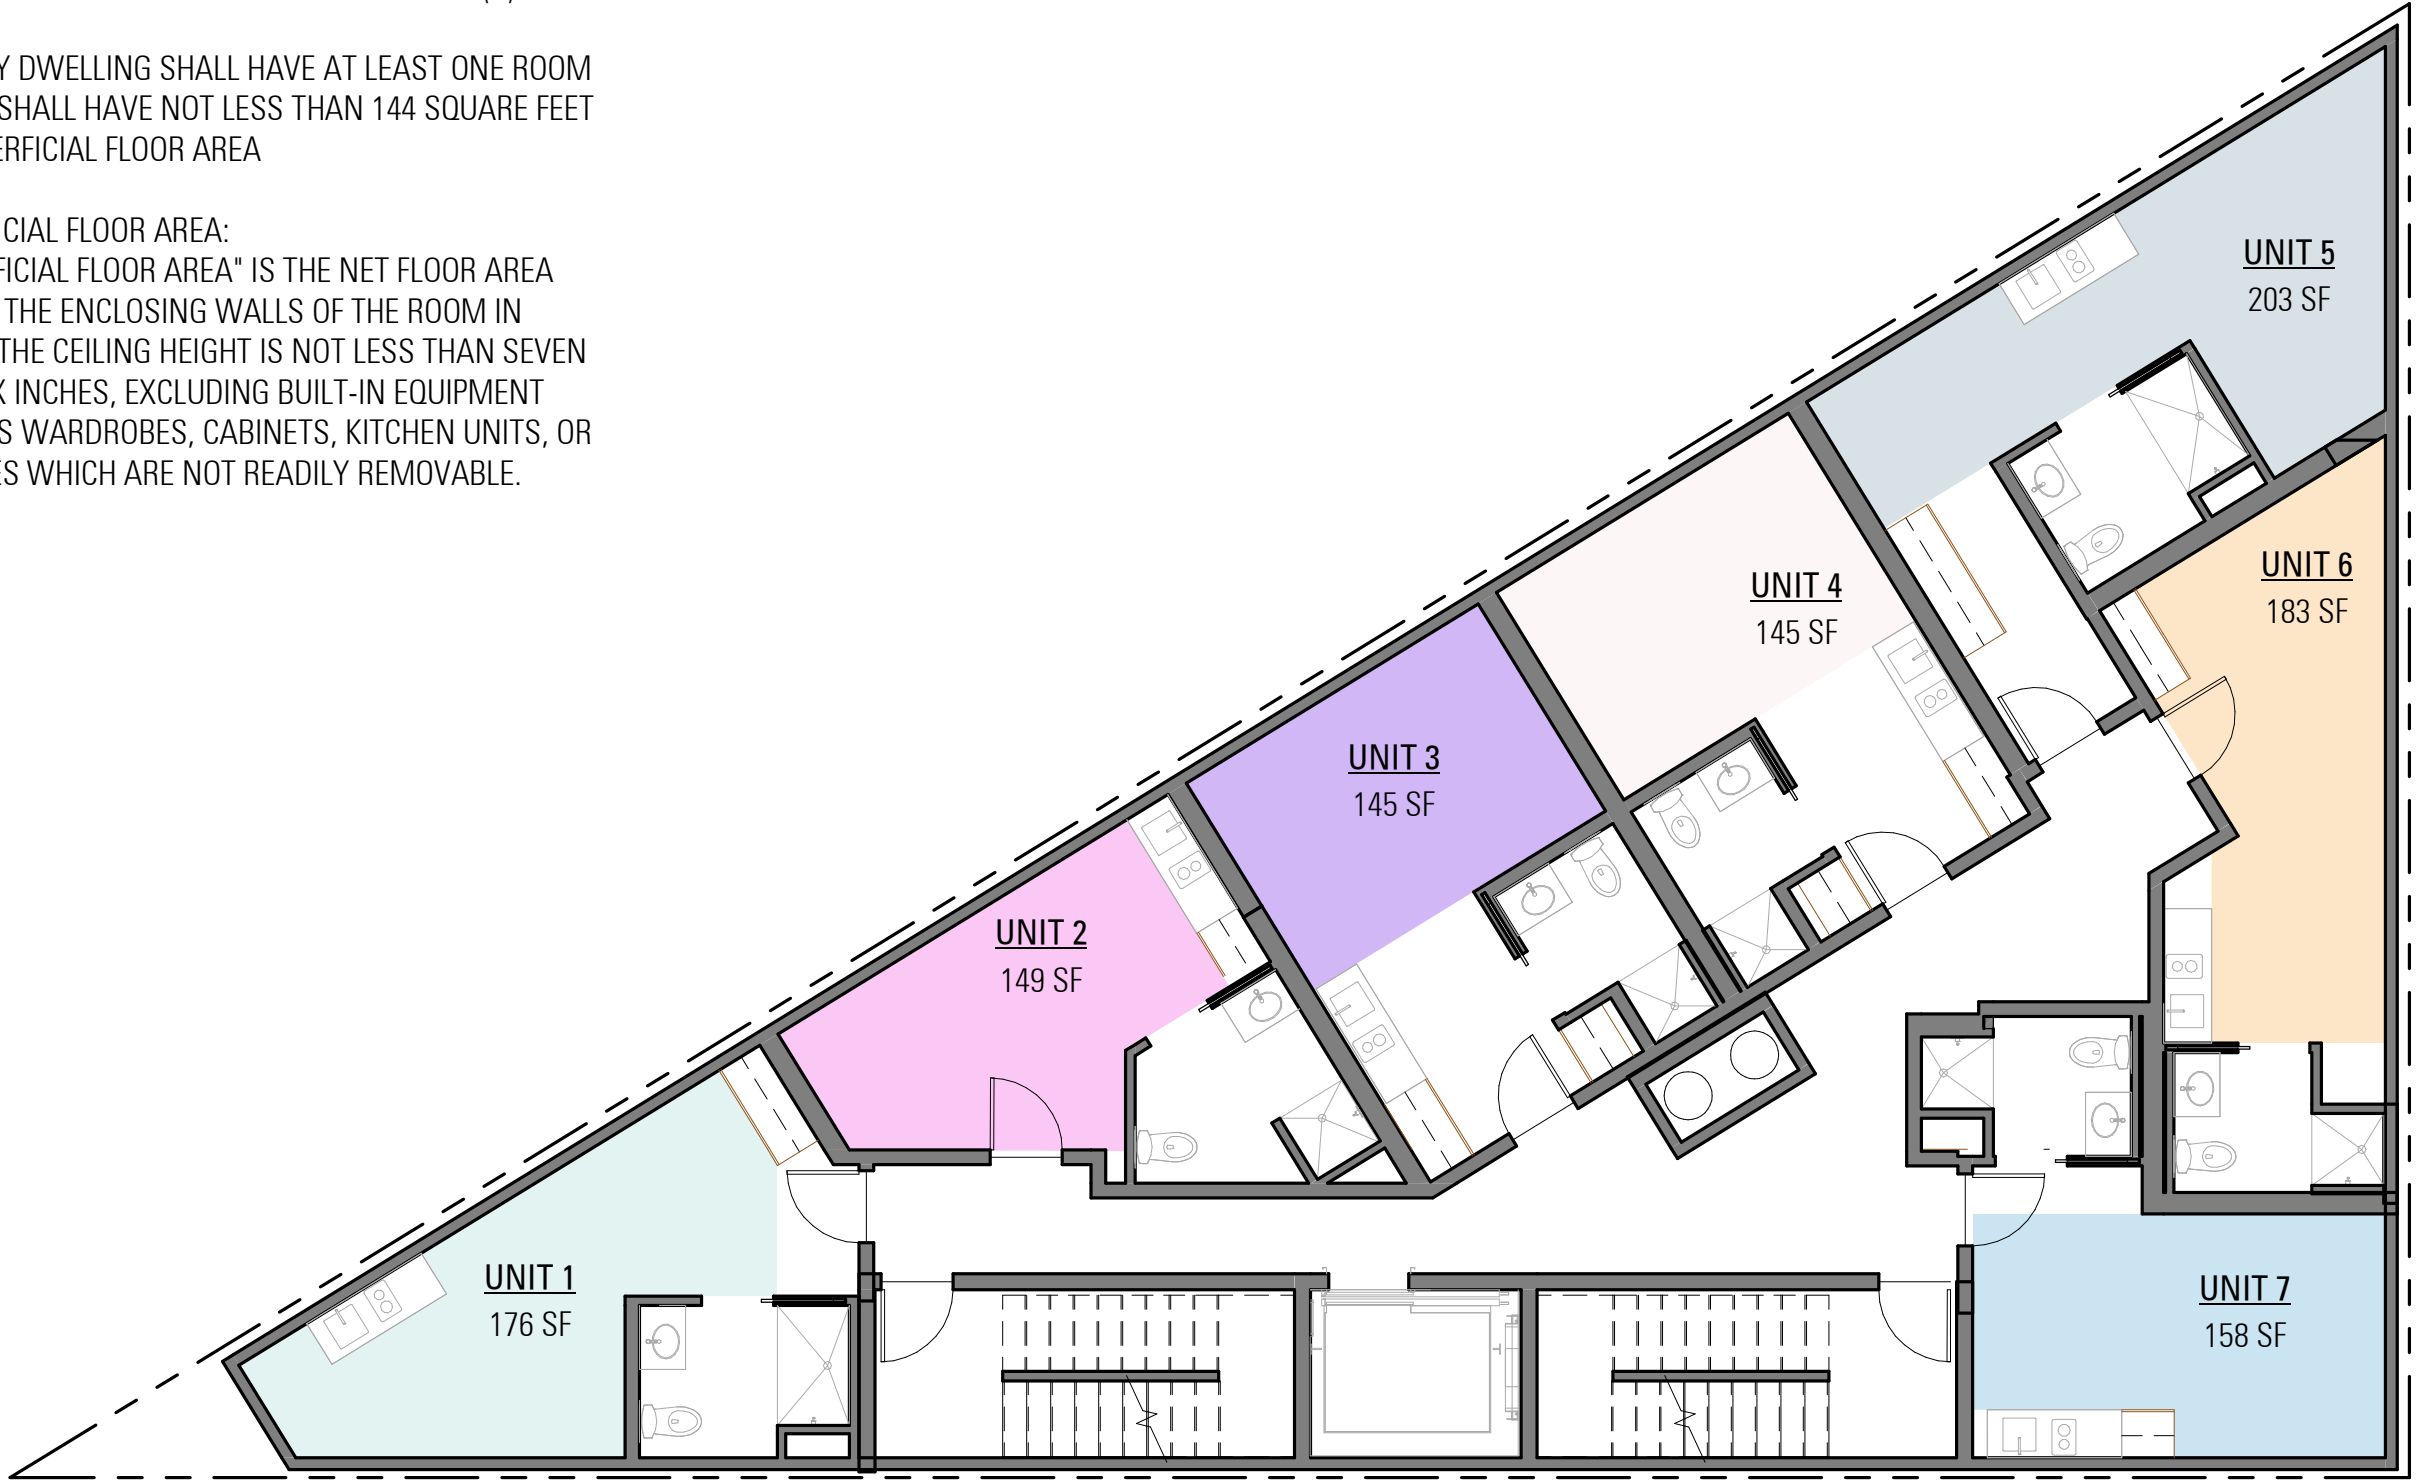 Y DWELLING SHALL HAVE AT LEAST ONE ROOM
SHALL HAVE NOT LESS THAN 144 SQUARE FEET
ERFICIAL FLOOR AREA
CIAL FLOOR AREA:
FICIAL FLOOR AREA" IS THE NET FLOOR AREA
THE ENCLOSING WALLS OF THE ROOM IN
THE CEILING HEIGHT IS NOT LESS THAN SEVEN
X INCHES, EXCLUDING BUILT-IN EQUIPMENT
S WARDROBES, CABINETS, KITCHEN UNITS, OR
ES WHICH ARE NOT READILY REMOVABLE.
UNIT 5
203 SF
UNIT 6
183 SF
UNIT 4
145 SF
UNIT 3
145 SF
UNIT 2
149 SF
UNIT 1
176 SF
UNIT 7
158 SF